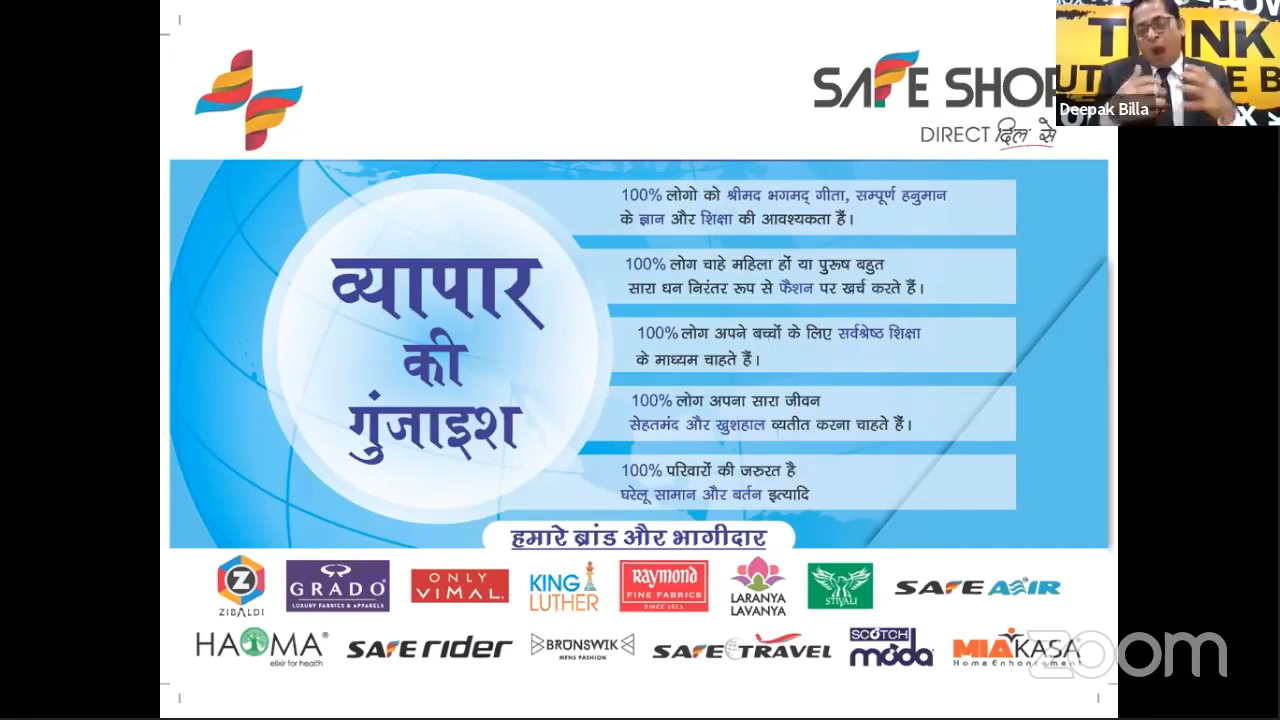 SAFE SHOP
DIRECT दिल से
THINK
Deepak Billa
व्यापार
की
गुंजाइश
100% लोगो को श्रीमद भगमद् गीता, सम्पूर्ण हनुमान
के ज्ञान और शिक्षा की आवश्यकता हैं।
100% लोग चाहे महिला हों या पुरूष बहुत
सारा धन निरंतर रूप से फैशन पर खर्च करते हैं।
100% लोग अपने बच्चों के लिए सर्वश्रेष्ठ शिक्षा
के माध्यम चाहते हैं।
100% लोग अपना सारा जीवन
सेहतमंद और खुशहाल व्यतीत करना चाहते हैं।
100% परिवारों की जरुरत है
घरेलू सामान और बर्तन इत्यादि
हमारे ब्रांड और भागीदार
Z
ZIBALDI
GRADO
LUXURY FABRICS & APPARELS
ONLY
VIMAL.
KING
LUTHER
Raymond
FINE FABRICS
SINCE 1925
LARANYA
LAVANYA
STIVALI
SAFE AIR
HAOMA®
elixir for health
SAFE rider
BRUNSWIK
MENS FASHION
SAFE TRAVEL
SCOTCH
moda
MIAKASA
Home Enhancement
zoom